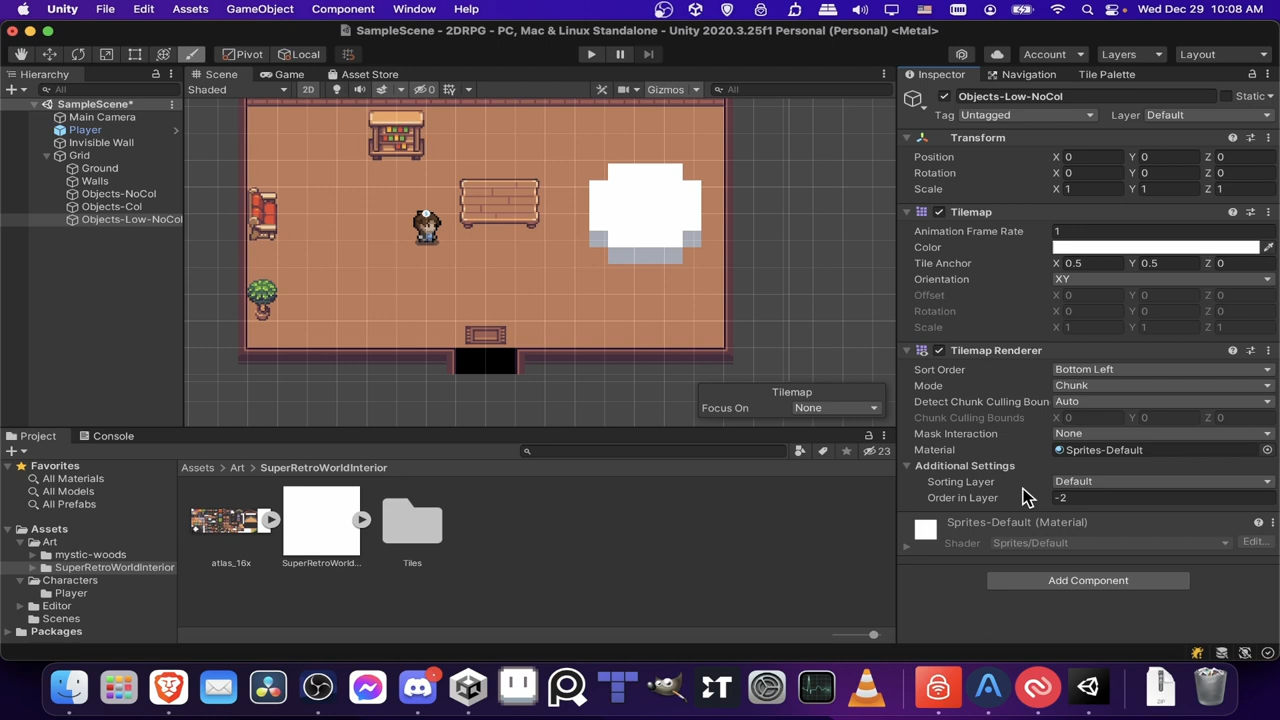 Unity File Edit Assets GameObject Component Window Help Wed Dec 29 10:08 AM
SampleScene - 2DRPG - PC, Mac & Linux Standalone - Unity 2020.3.25f1 Personal (Personal) <Metal>
Pivot Local Account Layers Layout
Hierarchy
All
SampleScene*
Main Camera
Player
Invisible Wall
Grid
Ground
Walls
Objects-NoCol
Objects-Col
Objects-Low-NoCol
Scene Game Asset Store
Shaded 2D 0 Gizmos All
Tilemap
Focus On None
Project Console
23
Favorites
All Materials
All Models
All Prefabs
Assets
Art
mystic-woods
SuperRetroWorldInterior
Characters
Player
Editor
Scenes
Packages
Assets Art SuperRetroWorldInterior
atlas_16x SuperRetroWorld... Tiles
Inspector Navigation Tile Palette
Objects-Low-NoCol Static
Tag Untagged Layer Default
Transform
Position X 0 Y 0 Z 0
Rotation X 0 Y 0 Z 0
Scale X 1 Y 1 Z 1
Tilemap
Animation Frame Rate 1
Color
Tile Anchor X 0.5 Y 0.5 Z 0
Orientation XY
Offset X 0 Y 0 Z 0
Rotation X 0 Y 0 Z 0
Scale X 1 Y 1 Z 1
Tilemap Renderer
Sort Order Bottom Left
Mode Chunk
Detect Chunk Culling Boun Auto
Chunk Culling Bounds X 0 Y 0 Z 0
Mask Interaction None
Material Sprites-Default
Additional Settings
Sorting Layer Default
Order in Layer -2
Sprites-Default (Material)
Shader Sprites/Default Edit...
Add Component
ZIP